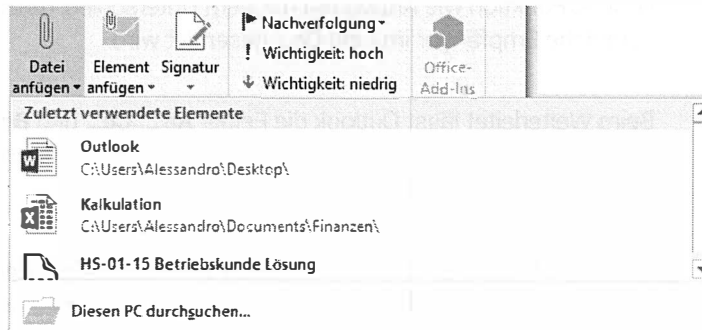 Nachverfolgung
! Wichtigkeit: hoch
Wichtigkeit: niedrig
Datei anfügen
Element anfügen
Signatur
Office-Add-Ins
Zuletzt verwendete Elemente
Outlook
C:\Users\Alessandro\Desktop\
Kalkulation
C:\Users\Alessandro\Documents\Finanzen\
HS-01-15 Betriebskunde Lösung
Diesen PC durchsuchen...